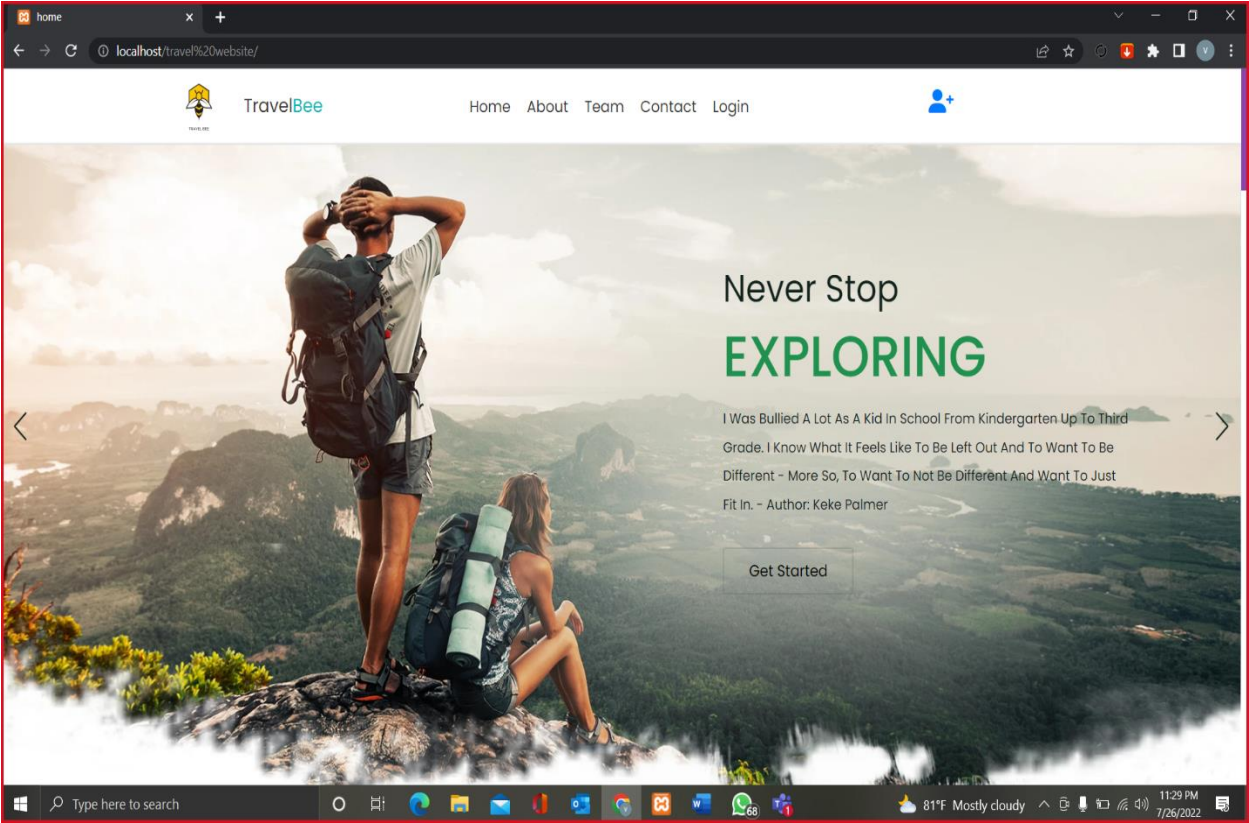 home
localhost/travel%20website/
V
TRAVEL BEE
TravelBee
Home About Team Contact Login
Never Stop
EXPLORING
I Was Bullied A Lot As A Kid In School From Kindergarten Up To Third
Grade. I Know What It Feels Like To Be Left Out And To Want To Be
Different - More So, To Want To Not Be Different And Want To Just
Fit In. - Author: Keke Palmer
Get Started
Type here to search
68
1
81°F Mostly cloudy
11:29 PM
7/26/2022